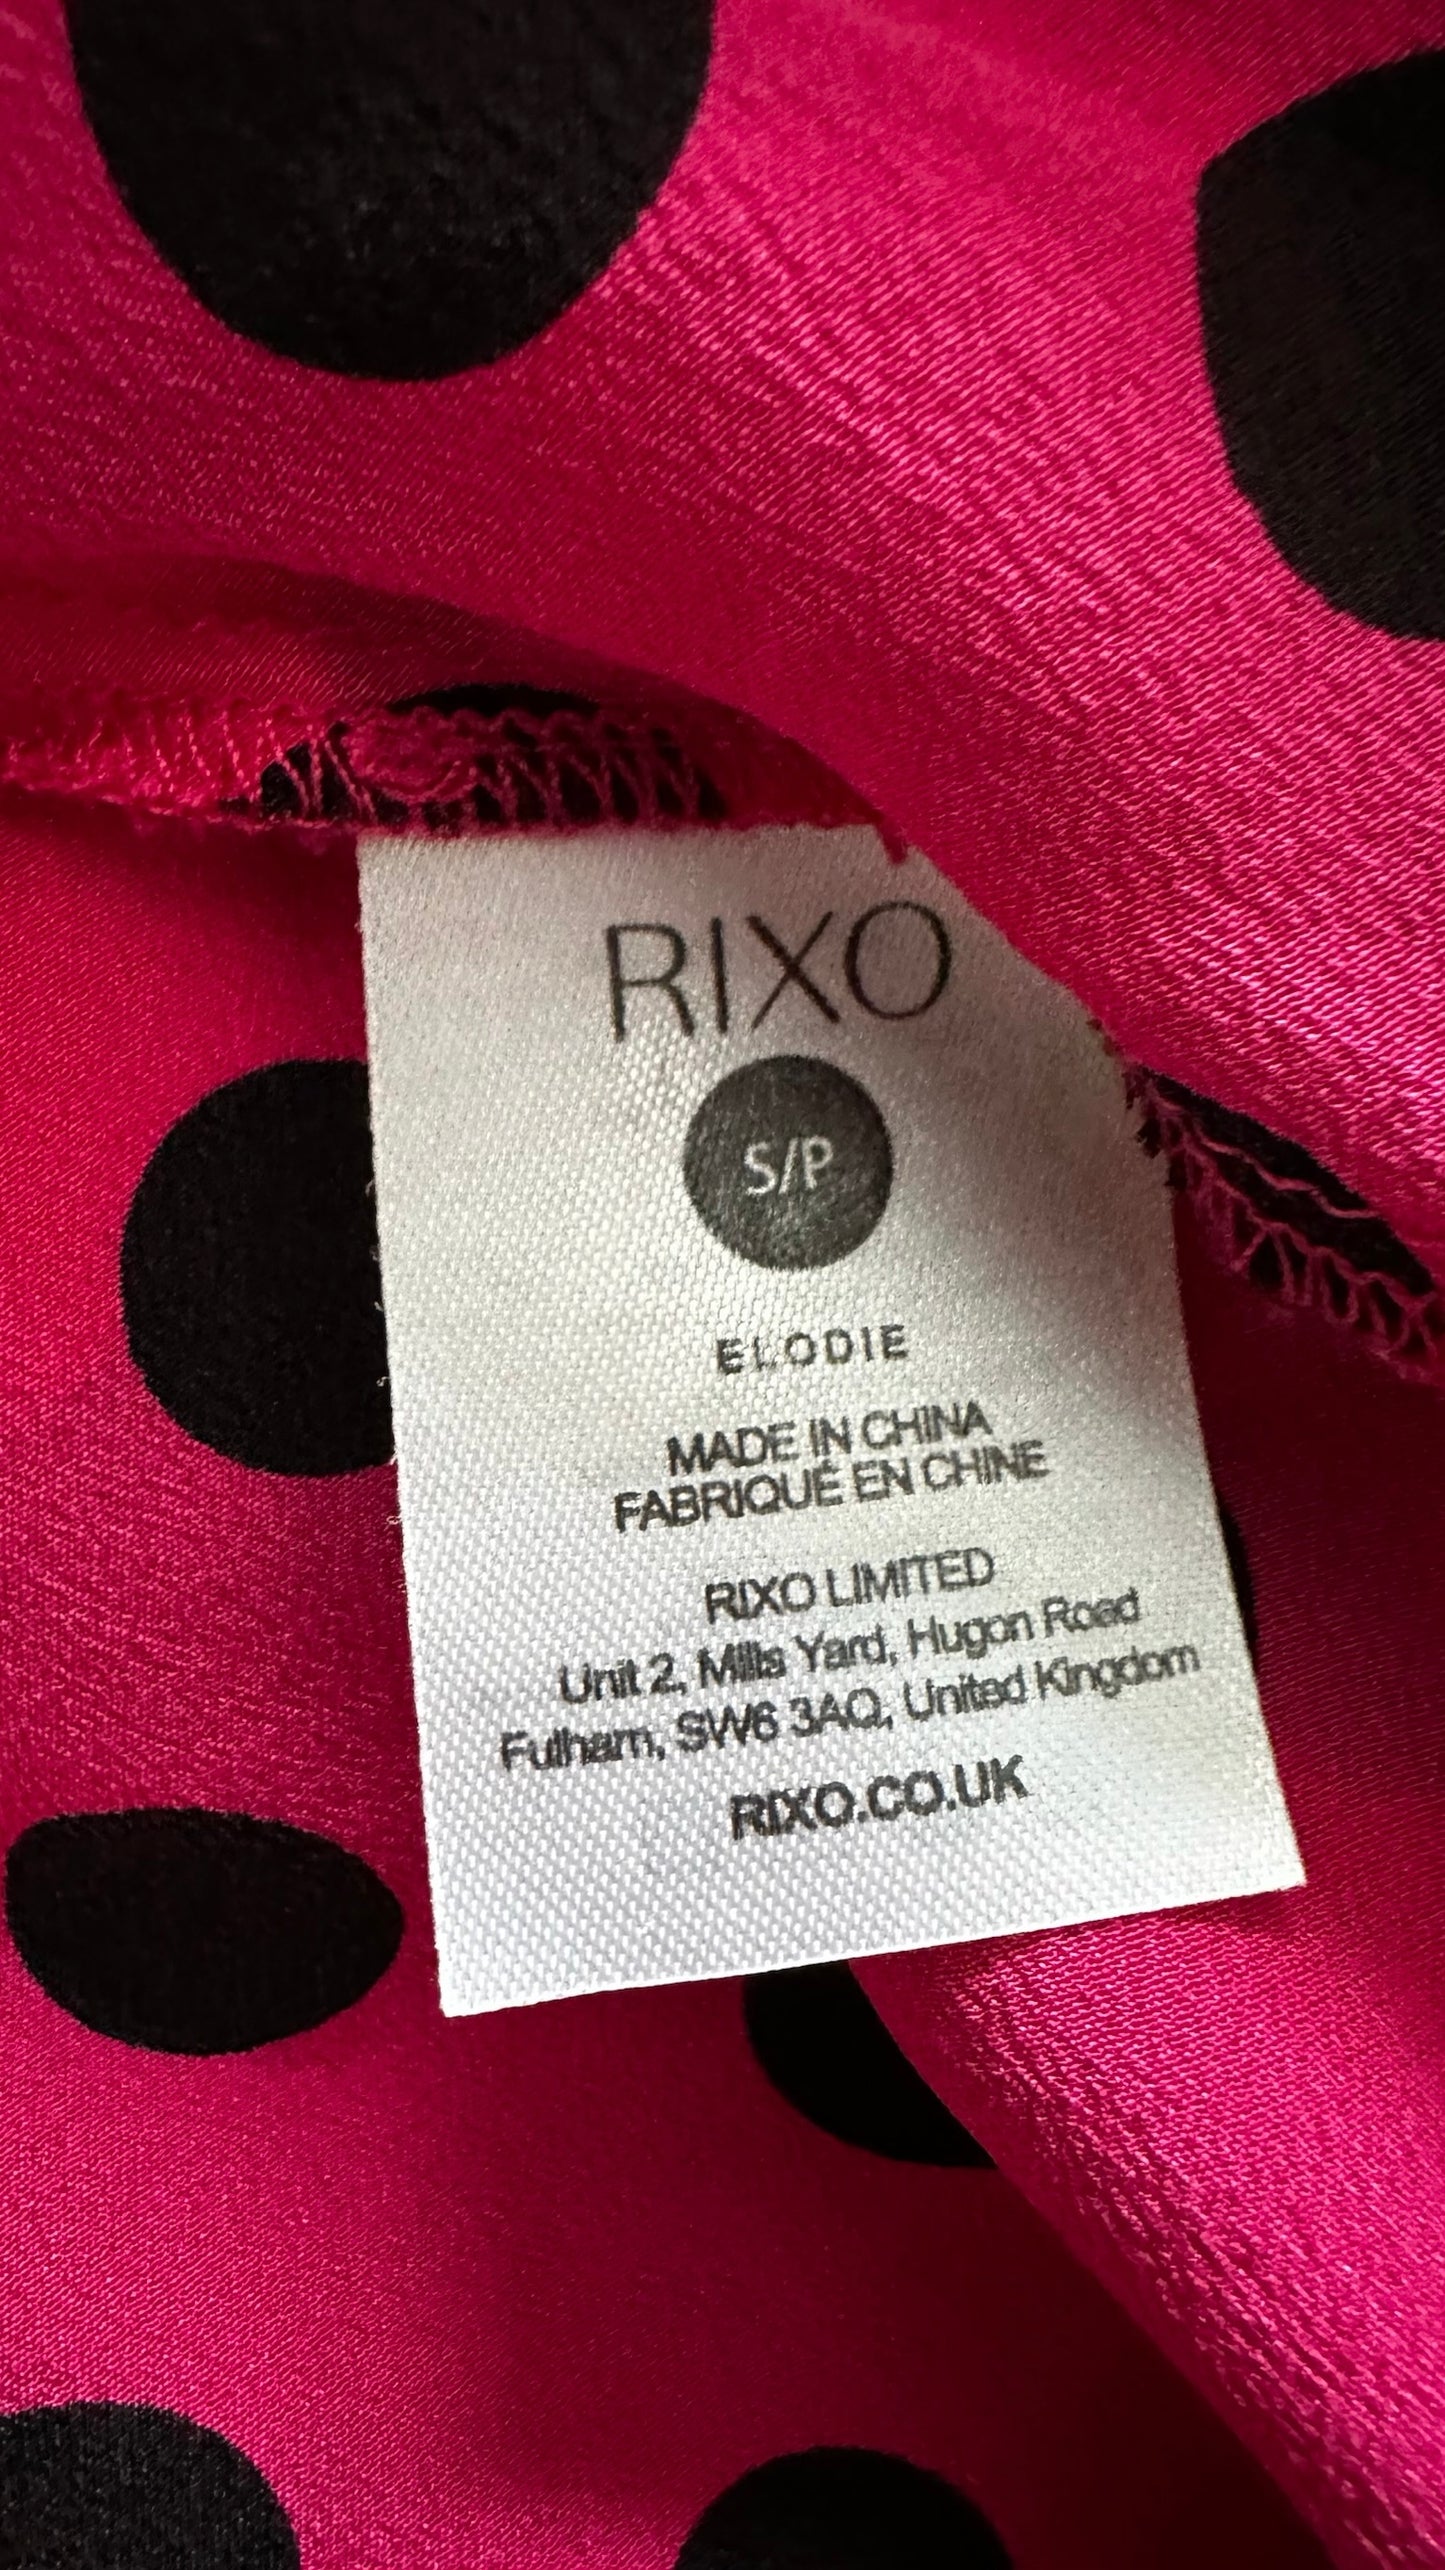 RIXO
S/P
ELODIE
MADE IN CHINA
FABRIQUÉ EN CHINE
RIXO LIMITED
Unit 2, Mills Yard, Hugon Road
Fulham, SW6 3AQ, United Kingdom
RIXO.CO.UK